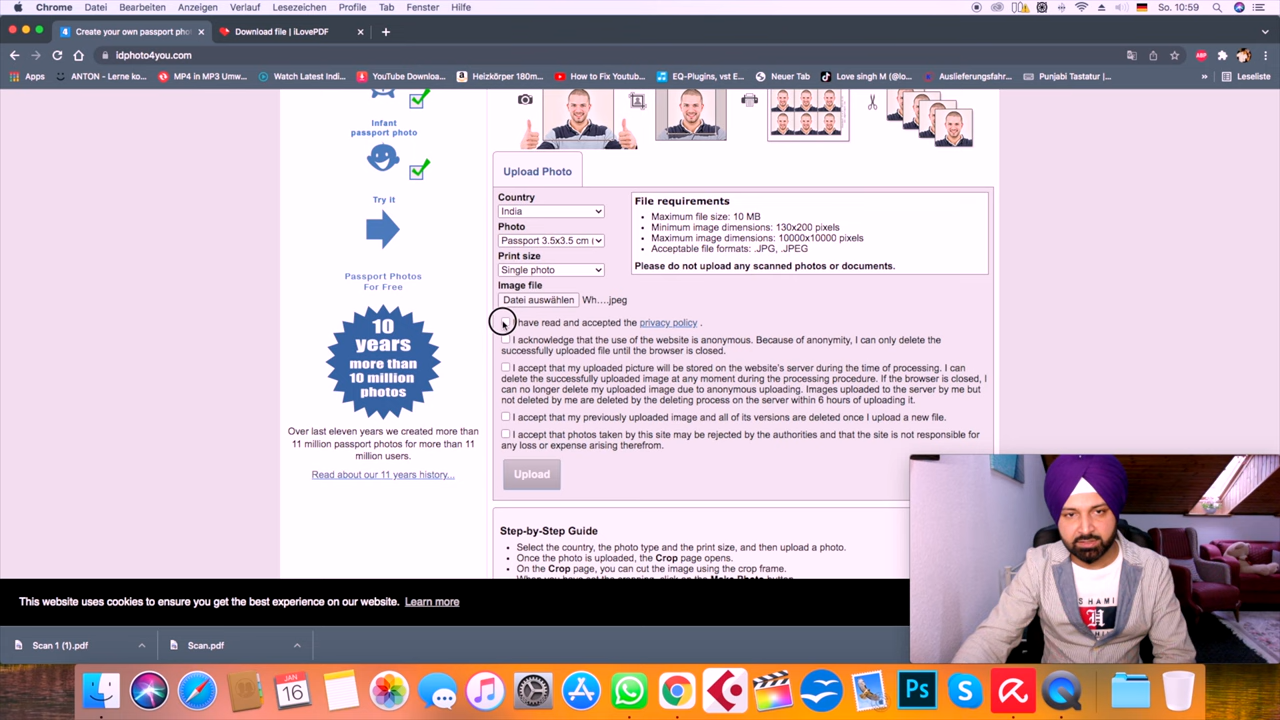 Chrome Datei Bearbeiten Anzeigen Verlauf Lesezeichen Profile Tab Fenster Hilfe So. 10:59
Create your own passport pho Download file | iLovePDF
idphoto4you.com
Apps ANTON - Lerne ko... MP4 in MP3 Umw... Watch Latest Indi... YouTube Downloa... Heizkörper 180m... How to Fix Youtub... EQ-Plugins, vst E... Neuer Tab Love singh M (@lo... Auslieferungsfahr... Punjabi Tastatur |... » Leseliste
Infant
passport photo
Try it
Passport Photos
For Free
10
years
more than
10 million
photos
Over last eleven years we created more than
11 million passport photos for more than 11
million users.
Read about our 11 years history...
Upload Photo
Country
India
Photo
Passport 3.5x3.5 cm (
Print size
Single photo
Image file
Datei auswählen Wh....jpeg
File requirements
• Maximum file size: 10 MB
• Minimum image dimensions: 130x200 pixels
• Maximum image dimensions: 10000x10000 pixels
• Acceptable file formats: .JPG, .JPEG
Please do not upload any scanned photos or documents.
I have read and accepted the privacy policy .
I acknowledge that the use of the website is anonymous. Because of anonymity, I can only delete the
successfully uploaded file until the browser is closed.
I accept that my uploaded picture will be stored on the website's server during the time of processing. I can
delete the successfully uploaded image at any moment during the processing procedure. If the browser is closed, I
can no longer delete my uploaded image due to anonymous uploading. Images uploaded to the server by me but
not deleted by me are deleted by the deleting process on the server within 6 hours of uploading it.
I accept that my previously uploaded image and all of its versions are deleted once I upload a new file.
I accept that photos taken by this site may be rejected by the authorities and that the site is not responsible for
any loss or expense arising therefrom.
Upload
Step-by-Step Guide
• Select the country, the photo type and the print size, and then upload a photo.
• Once the photo is uploaded, the Crop page opens.
• On the Crop page, you can cut the image using the crop frame.
This website uses cookies to ensure you get the best experience on our website. Learn more
Scan 1 (1).pdf Scan.pdf
JAN
16
Ps